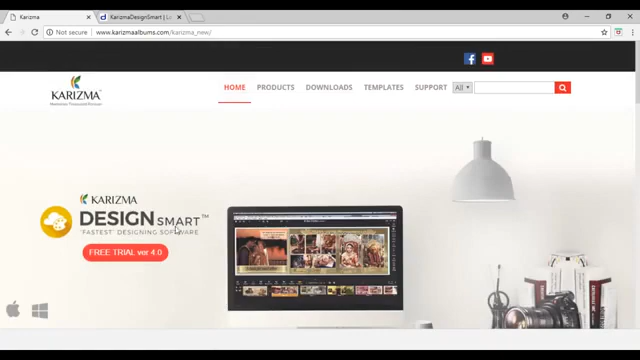 Karizma
KarizmaDesignSmart | Lo
Not secure | www.karizmaalbums.com/karizma_new/
KARIZMA
HOME PRODUCTS DOWNLOADS TEMPLATES SUPPORT All
KARIZMA
DESIGN SMART™
"FASTEST" DESIGNING SOFTWARE
FREE TRIAL ver 4.0